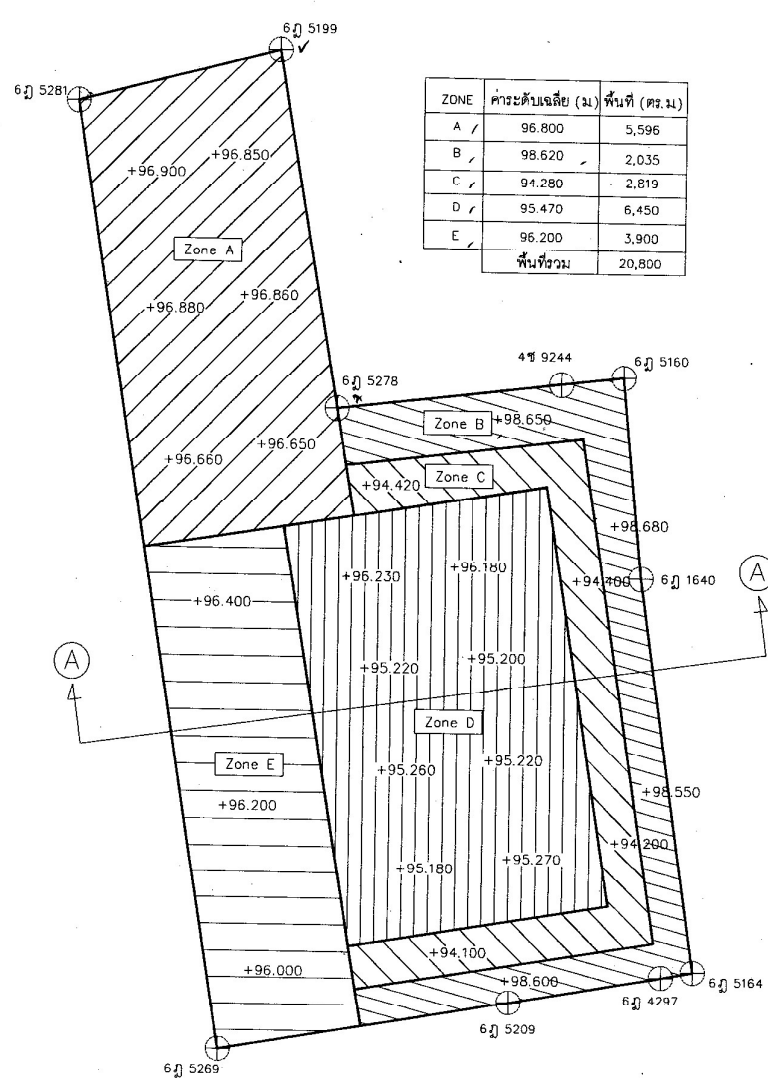 6ฎ 5199
6ฎ 5281
ZONE ค่าระดับเฉลี่ย (ม) พื้นที่ (ตร.ม)
A 96.800 5,596
B 98.620 2,035
C 94.280 2,819
D 95.470 6,450
E 96.200 3,900
พื้นที่รวม 20,800
+96.850
+96.900
Zone A
+96.860
+96.880
4ช 9244
6ฎ 5160
6ฎ 5278
Zone B
+98.650
+96.650
+96.660
Zone C
+94.420
+98.680
+96.180
+96.230
+94.400
6ฎ 1640
A
+96.400
A
+95.200
+95.220
Zone D
Zone E
+95.220
+95.260
+98.550
+96.200
+94.200
+95.270
+95.180
+94.100
+96.000
+98.600
6ฎ 5164
6ฎ 4297
6ฎ 5209
6ฎ 5269